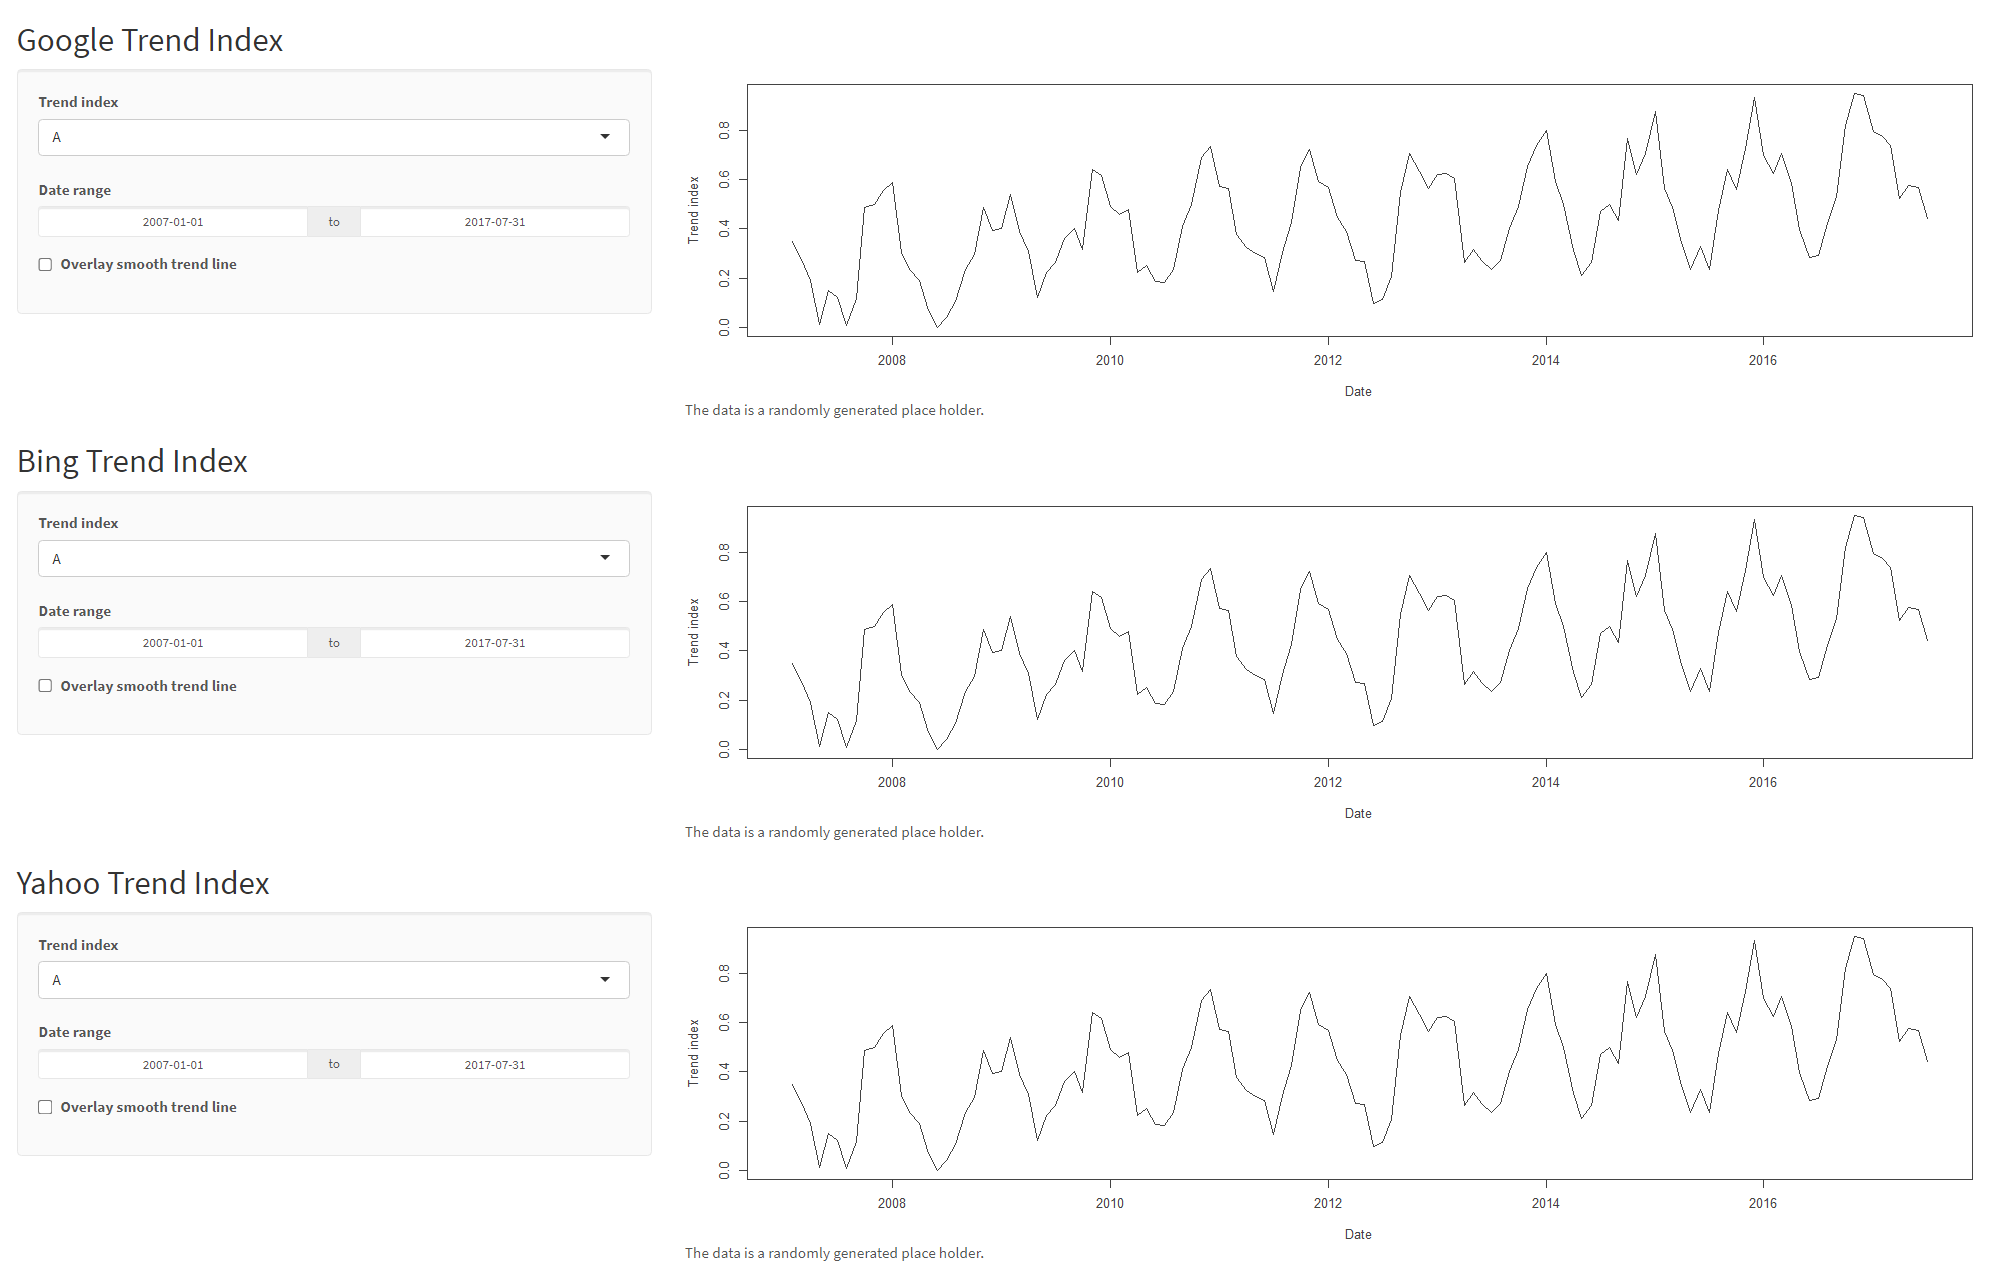 Google Trend Index
Trend index
A
Date range
2007-01-01 to 2017-07-31
Overlay smooth trend line
Trend index
0.0 0.2 0.4 0.6 0.8
2008 2010 2012 2014 2016
Date
The data is a randomly generated place holder.
Bing Trend Index
Trend index
A
Date range
2007-01-01 to 2017-07-31
Overlay smooth trend line
Trend index
0.0 0.2 0.4 0.6 0.8
2008 2010 2012 2014 2016
Date
The data is a randomly generated place holder.
Yahoo Trend Index
Trend index
A
Date range
2007-01-01 to 2017-07-31
Overlay smooth trend line
Trend index
0.0 0.2 0.4 0.6 0.8
2008 2010 2012 2014 2016
Date
The data is a randomly generated place holder.